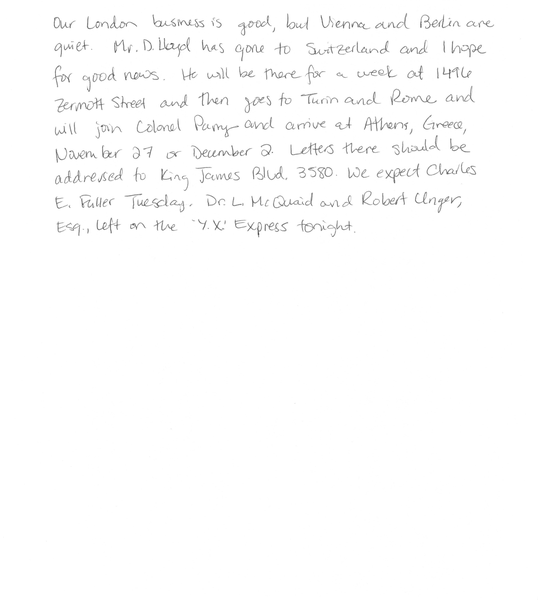 Our London business is good, but Vienna and Berlin are
quiet. Mr. D. Lloyd has gone to Switzerland and I hope
for good news. He will be there for a week at 1496
Zermott Street and then goes to Turin and Rome and
will join Colonel Parry and arrive at Athens, Greece,
November 27 or December 2. Letters there should be
addressed to King James Blvd. 3580. We expect Charles
E. Fuller Tuesday. Dr. L. McQuaid and Robert Unger,
Esq., left on the 'Y.X.' Express tonight.